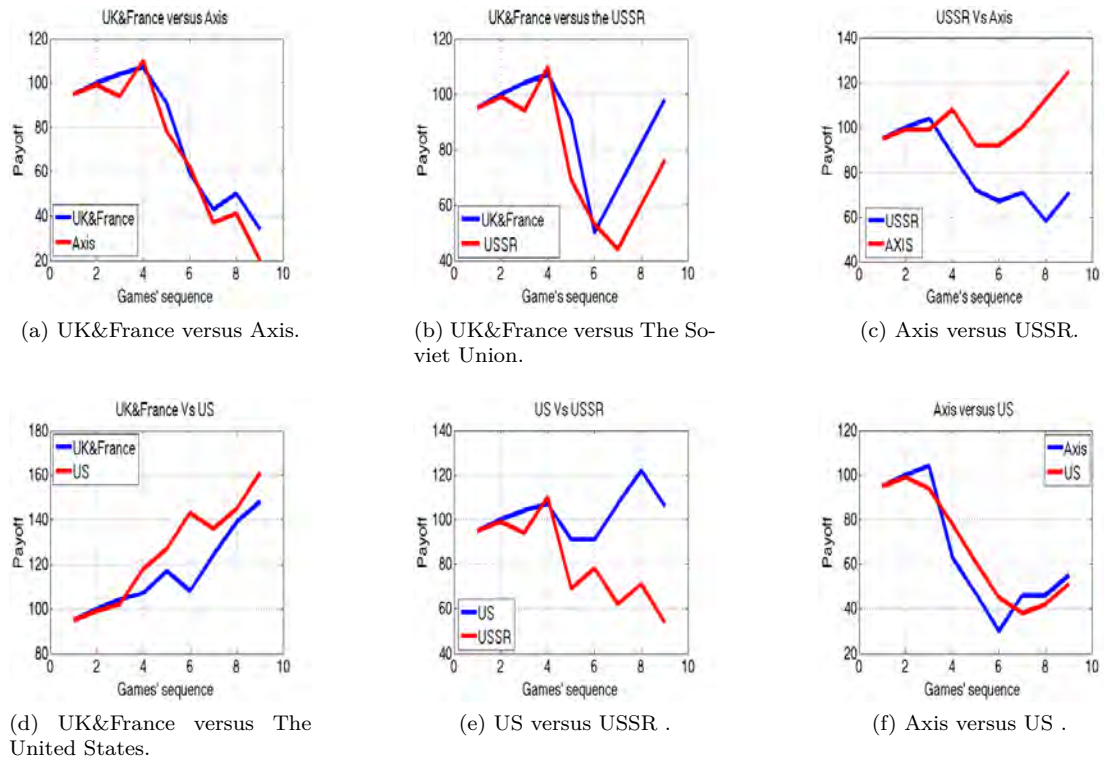 UK&France versus Axis
120
100
80
60
40
20
0
2
4
6
8
10
Payoff
Games' sequence
UK&France
Axis
(a) UK&France versus Axis.
UK&France versus the USSR
120
100
80
60
40
0
2
4
6
8
10
Payoff
Games' sequence
UK&France
USSR
(b) UK&France versus The So-
viet Union.
USSR Vs Axis
140
120
100
80
60
40
0
2
4
6
8
10
Payoff
Game's sequence
USSR
AXIS
(c) Axis versus USSR.
UK&France Vs US
180
160
140
120
100
80
0
2
4
6
8
10
Payoff
Games' sequence
UK&France
US
(d) UK&France versus The
United States.
US Vs USSR
140
120
100
80
60
40
0
2
4
6
8
10
Payoff
Games' sequence
US
USSR
(e) US versus USSR .
Axis versus US
120
100
80
60
40
20
0
2
4
6
8
10
Payoff
Games' sequence
Axis
US
(f) Axis versus US .